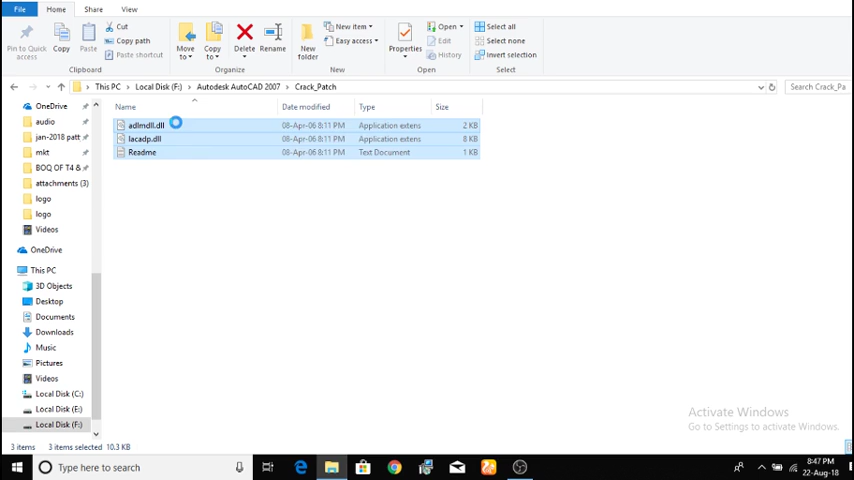 File
Home
Share
View
Pin to Quick access
Copy
Paste
Cut
Copy path
Paste shortcut
Clipboard
Move to
Copy to
Delete
Rename
Organize
New folder
New item
Easy access
New
Properties
Open
Edit
History
Open
Select all
Select none
Invert selection
Select
This PC
Local Disk (F:)
Autodesk AutoCAD 2007
Crack_Patch
Search Crack_Pa
Name
Date modified
Type
Size
adlmdll.dll 08-Apr-06 8:11 PM Application extens 2 KB
lacadp.dll 08-Apr-06 8:11 PM Application extens 8 KB
Readme 08-Apr-06 8:11 PM Text Document 1 KB
OneDrive
audio
jan-2018 patt
mkt
BOQ OF T4 &
attachments (3)
logo
logo
Videos
OneDrive
This PC
3D Objects
Desktop
Documents
Downloads
Music
Pictures
Videos
Local Disk (C:)
Local Disk (E:)
Local Disk (F:)
Activate Windows
Go to Settings to activate Windows.
3 items 3 items selected 10.3 KB
Type here to search
8:47 PM
22-Aug-18